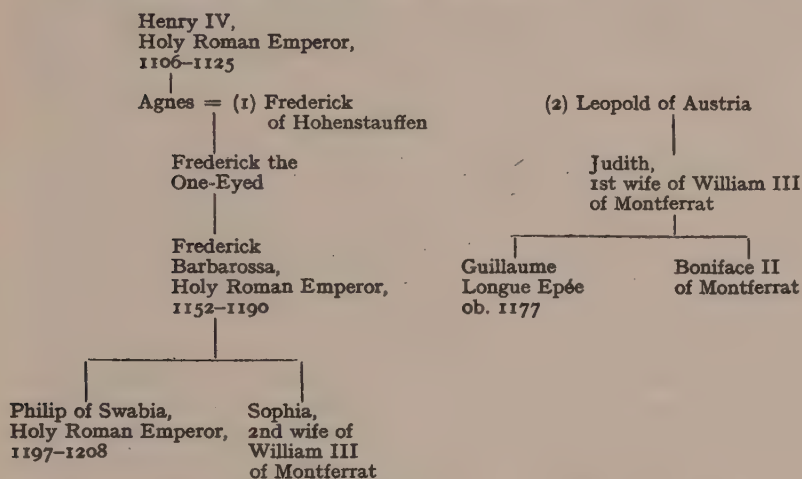 Henry IV,
Holy Roman Emperor,
1106–1125
Agnes = (1) Frederick
of Hohenstauffen
(2) Leopold of Austria
Frederick the
One-Eyed
Judith,
1st wife of William III
of Montferrat
Frederick
Barbarossa,
Holy Roman Emperor,
1152–1190
Guillaume
Longue Epée
ob. 1177
Boniface II
of Montferrat
Philip of Swabia,
Holy Roman Emperor,
1197–1208
Sophia,
2nd wife of
William III
of Montferrat